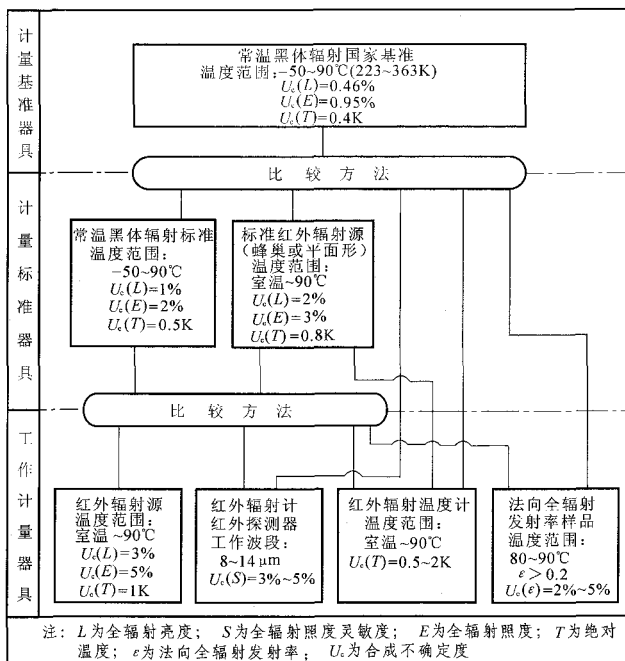 计量基准器具
常温黑体辐射国家基准
温度范围:-50~90℃(223~363K)
Uc(L)=0.46%
Uc(E)=0.95%
Uc(T)=0.4K
比较方法
计量标准器具
常温黑体辐射标准
温度范围:
-50~90℃
Uc(L)=1%
Uc(E)=2%
Uc(T)=0.5K
标准红外辐射源
(蜂巢或平面形)
温度范围:
室温~90℃
Uc(L)=2%
Uc(E)=3%
Uc(T)=0.8K
比较方法
工作计量器具
红外辐射源
温度范围:
室温~90℃
Uc(L)=3%
Uc(E)=5%
Uc(T)=1K
红外辐射计
红外探测器
工作波段:
8~14μm
Uc(S)=3%~5%
红外辐射温度计
温度范围:
室温~90℃
Uc(T)=0.5~2K
法向全辐射
发射率样品
温度范围:
80~90℃
ε>0.2
Uc(ε)=2%~5%
注: L为全辐射亮度; S为全辐射照度灵敏度; E为全辐射照度; T为绝对
温度; ε为法向全辐射发射率; Uc为合成不确定度